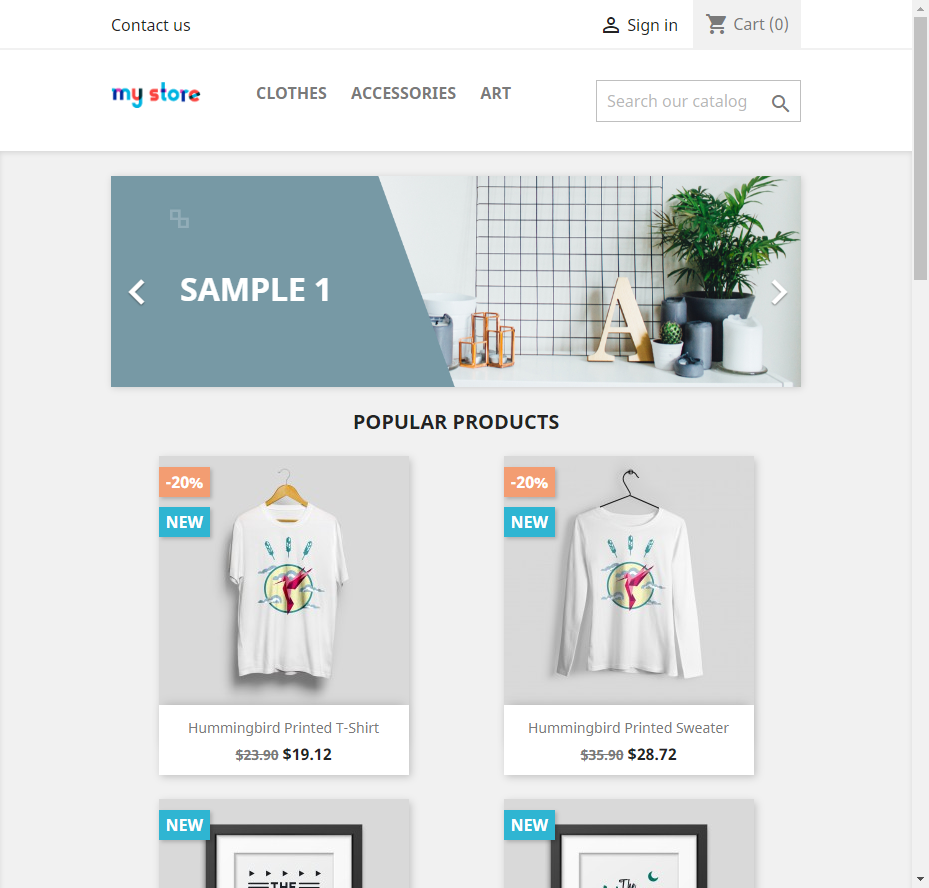 Contact us
Sign in
Cart (0)
my store
CLOTHES
ACCESSORIES
ART
Search our catalog
SAMPLE 1
A
POPULAR PRODUCTS
-20%
NEW
Hummingbird Printed T-Shirt
$23.90 $19.12
-20%
NEW
Hummingbird Printed Sweater
$35.90 $28.72
NEW
THE
NEW
The